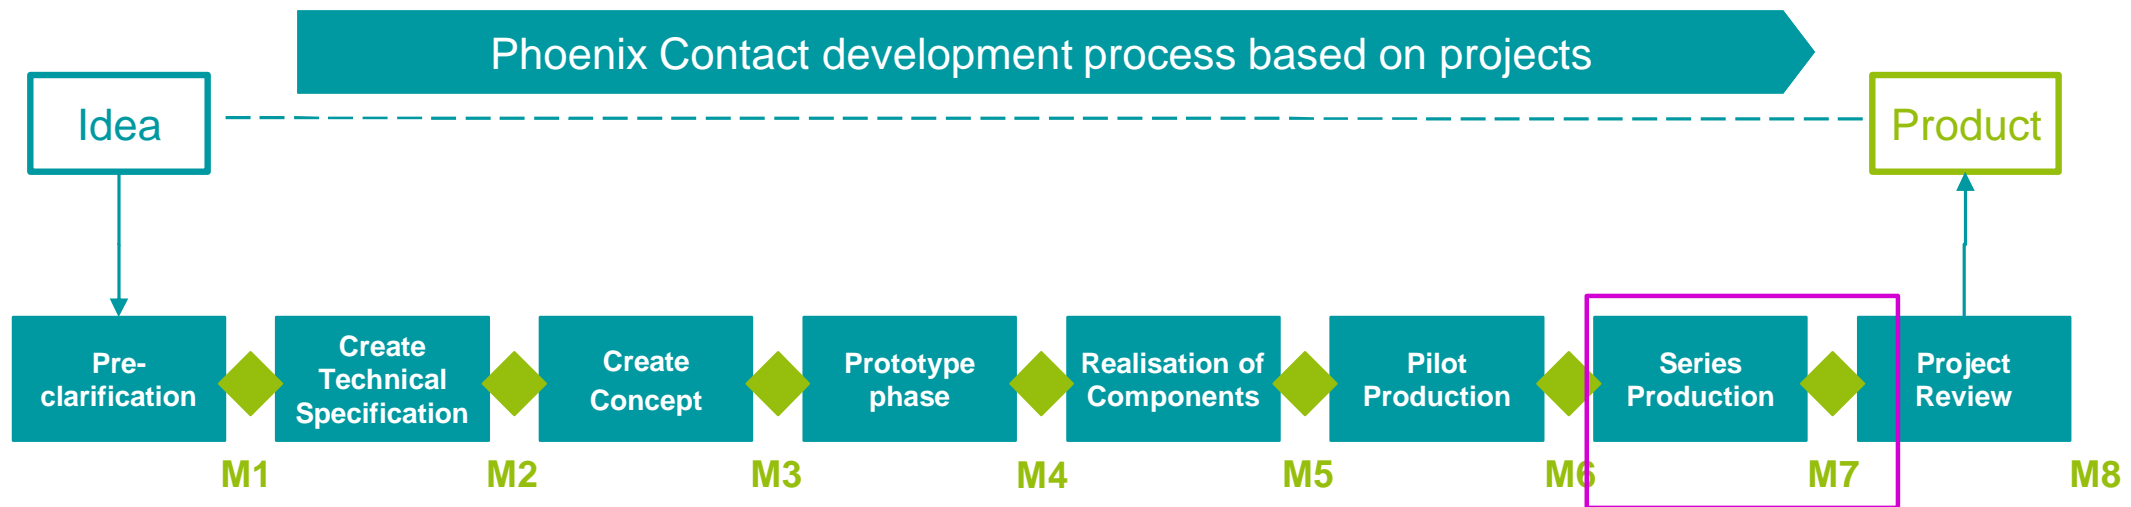 Phoenix Contact development process based on projects
Idea
Product
Pre-
clarification
Create
Technical
Specification
Create
Concept
Prototype
phase
Realisation of
Components
Pilot
Production
Series
Production
Project
Review
M1
M2
M3
M4
M5
M6
M7
M8